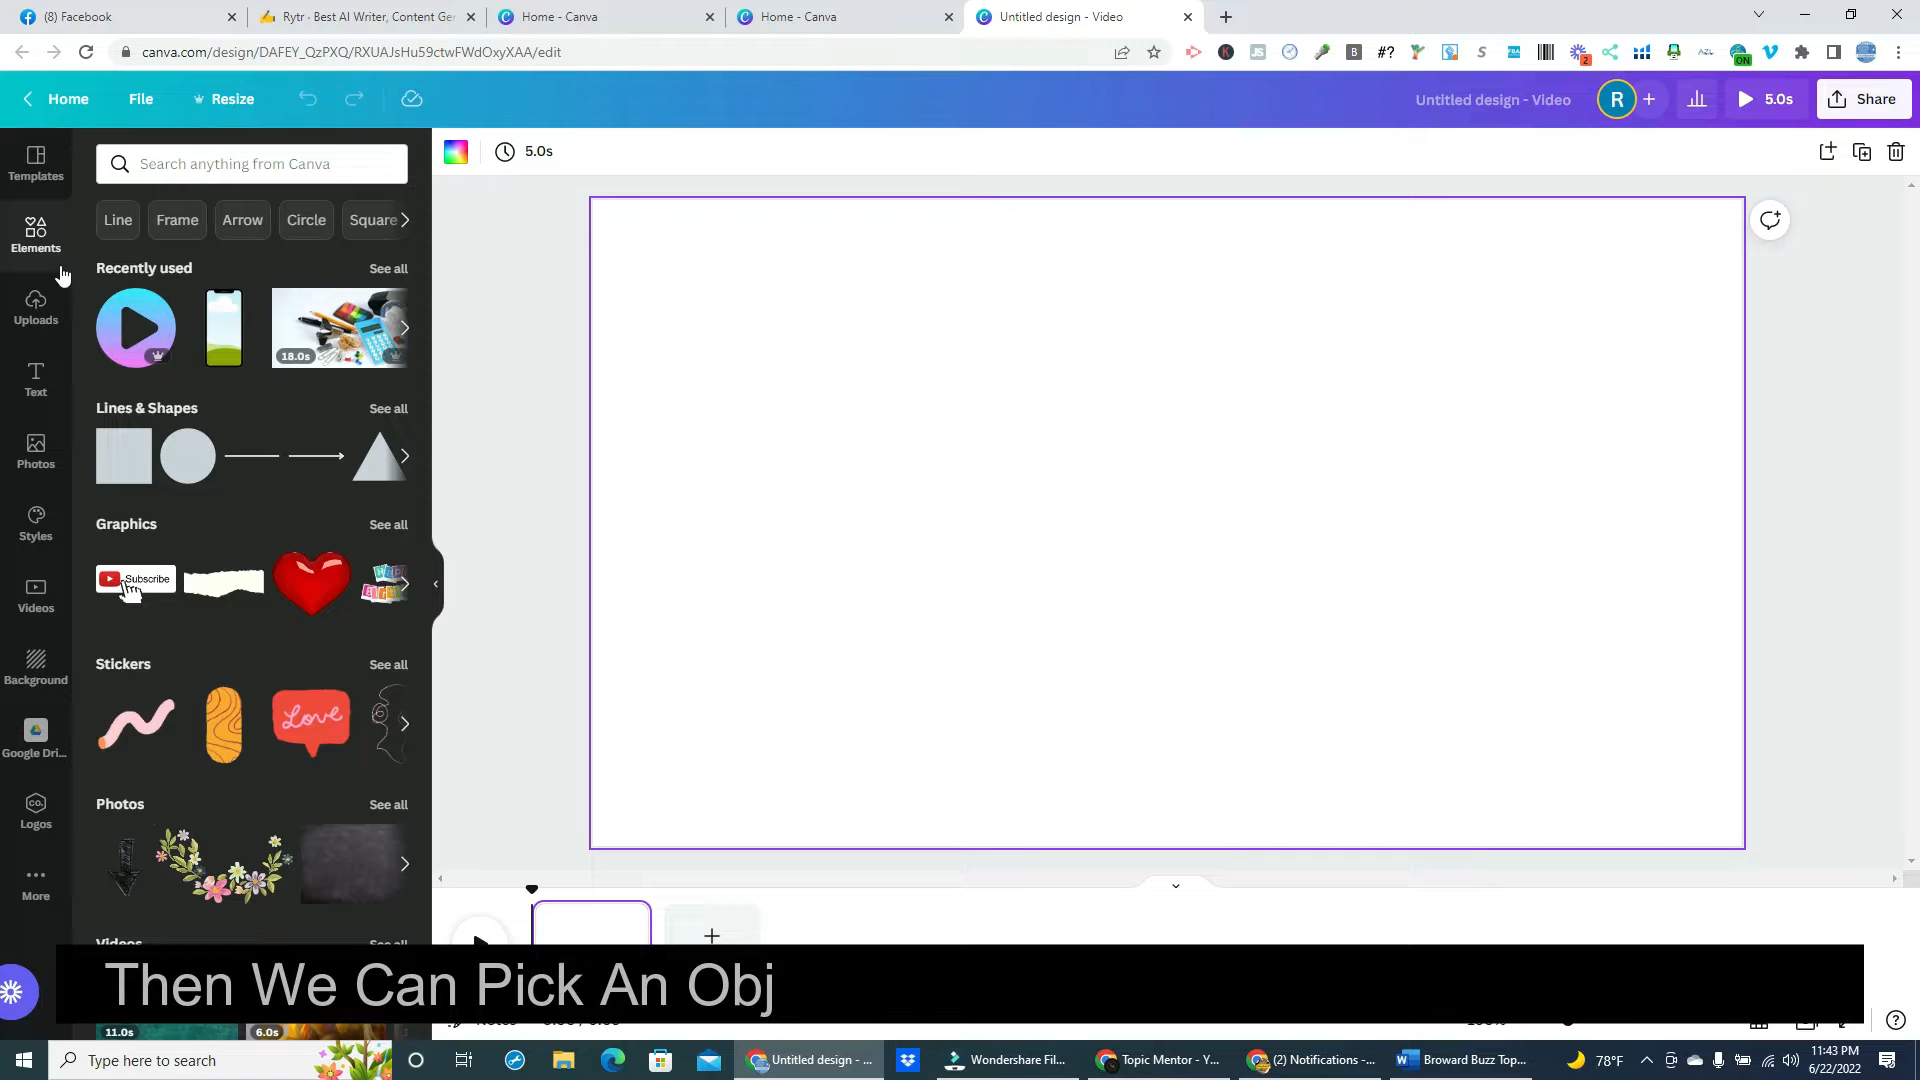 (8) Facebook
Rytr - Best AI Writer, Content Ger
Home - Canva
Home - Canva
Untitled design - Video
canva.com/design/DAFEY_QzPXQ/RXUAJsHu59ctwFWdOxyXAA/edit
Home
File
Resize
Untitled design - Video
R
5.0s
Share
Templates
Search anything from Canva
5.0s
Line
Frame
Arrow
Circle
Square
Elements
Recently used
See all
Uploads
18.0s
Text
Lines & Shapes
See all
Photos
Styles
Graphics
See all
Subscribe
Videos
Background
Stickers
See all
Love
Google Dri...
CO.
Logos
Photos
See all
More
Then We Can Pick An Obj
11.0s
6.0s
Type here to search
Untitled design - ...
Wondershare Fil...
Topic Mentor - Y...
(2) Notifications -...
Broward Buzz Top...
78°F
11:43 PM
6/22/2022